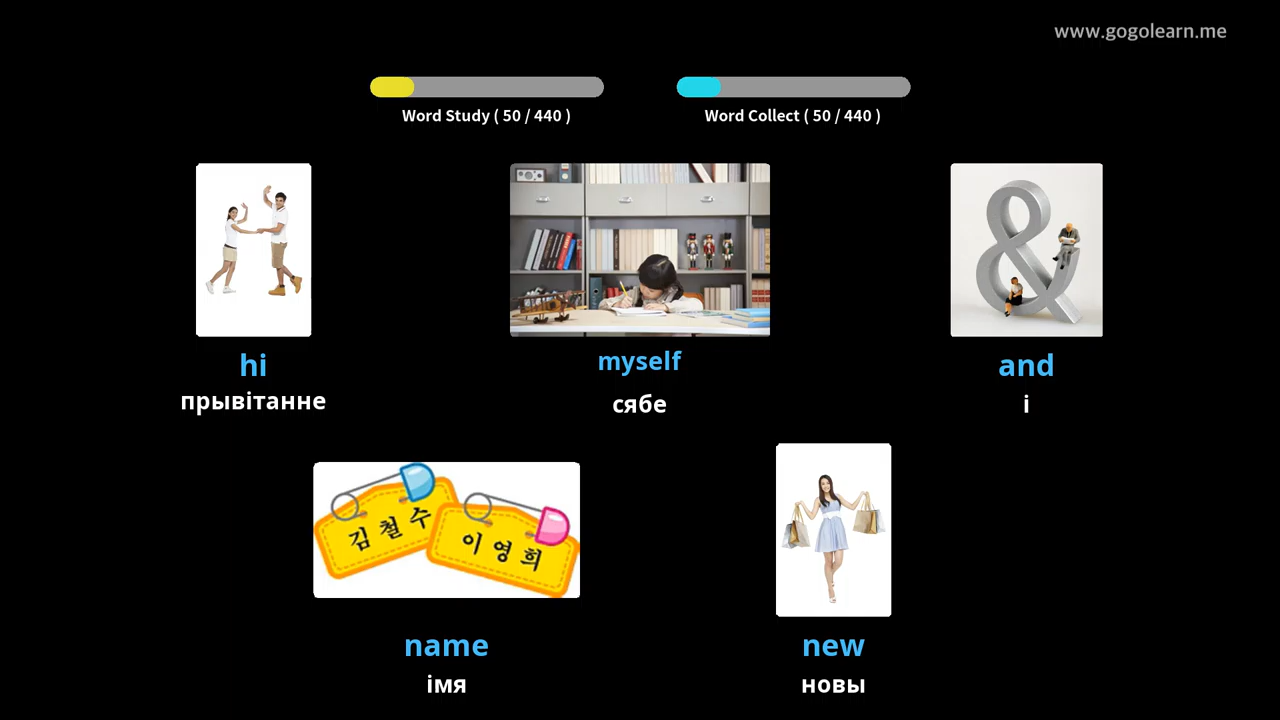 www.gogolearn.me
Word Study ( 50 / 440 )
Word Collect ( 50 / 440 )
hi
прывітанне
myself
сябе
and
і
김철수
이영희
name
імя
new
новы